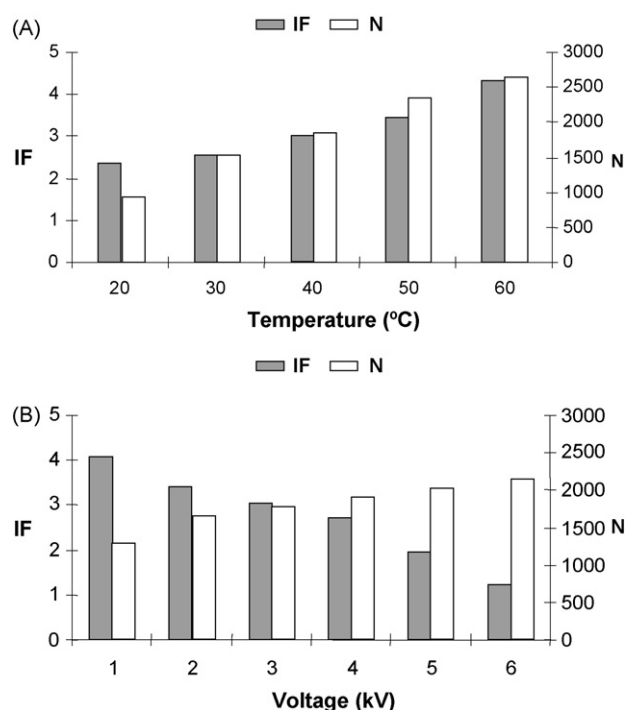 (A)
IF N
5 3000
4 2500
3 2000
IF 1500 N
2 1000
1 500
0 0
20 30 40 50 60
Temperature (ºC)
IF N
(B)
5 3000
4 2500
3 2000
IF 1500 N
2 1000
1 500
0 0
1 2 3 4 5 6
Voltage (kV)